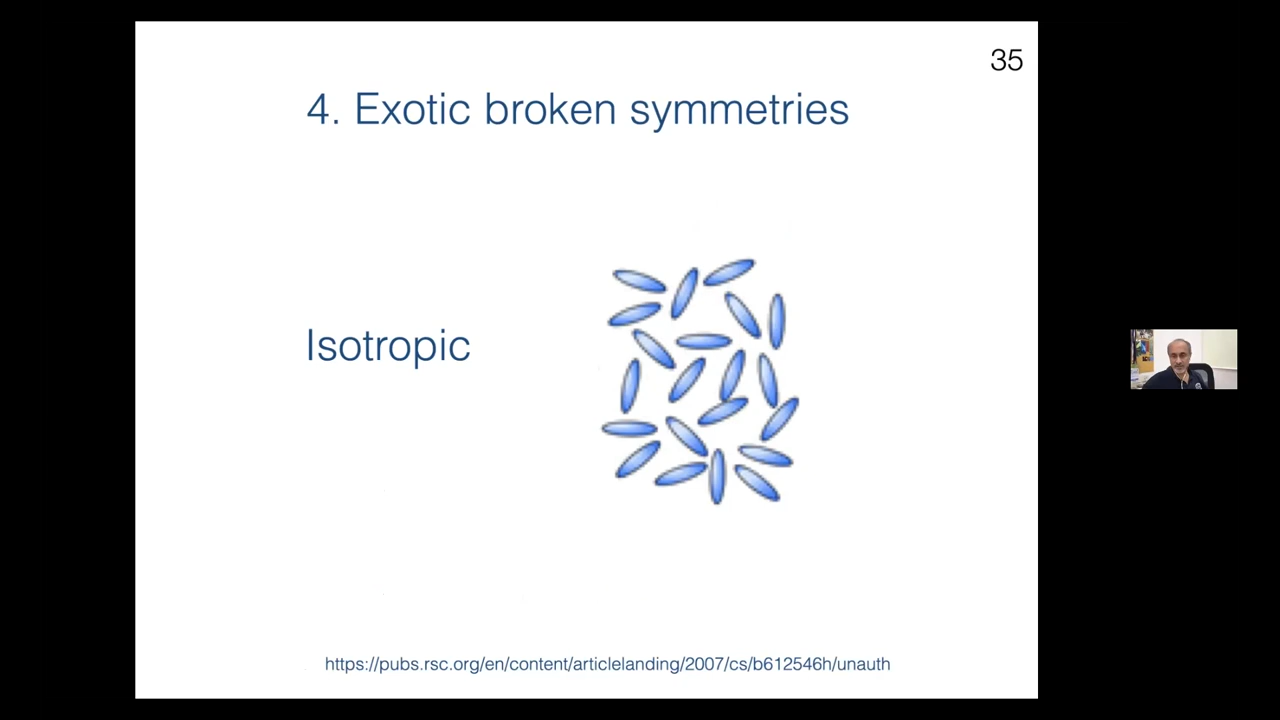 35
4. Exotic broken symmetries
Isotropic
https://pubs.rsc.org/en/content/articlelanding/2007/cs/b612546h/unauth